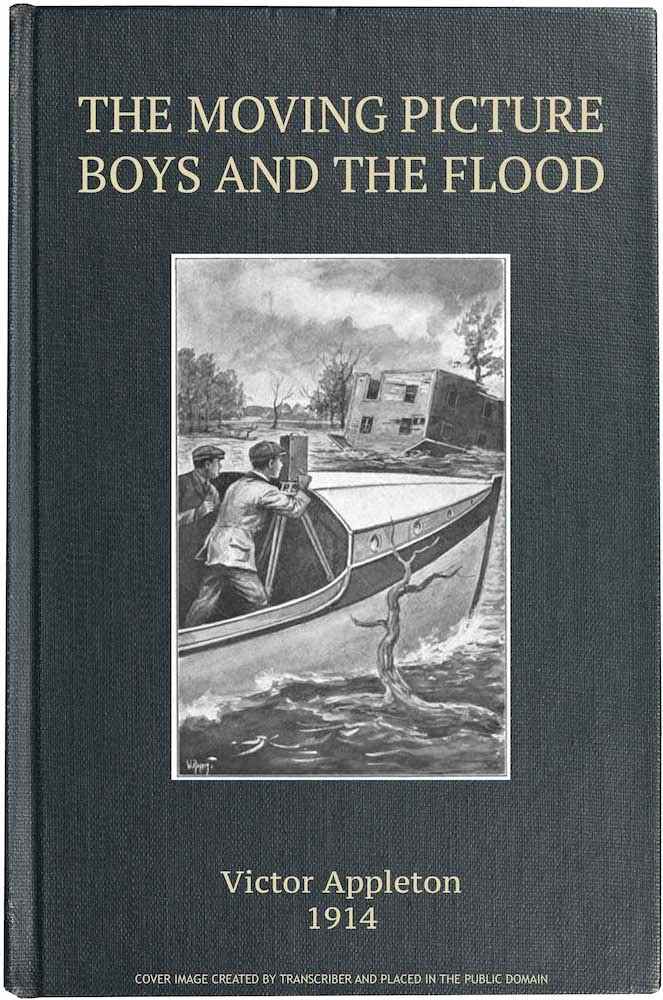 THE MOVING PICTURE
BOYS AND THE FLOOD
Victor Appleton
1914
COVER IMAGE CREATED BY TRANSCRIBER AND PLACED IN THE PUBLIC DOMAIN